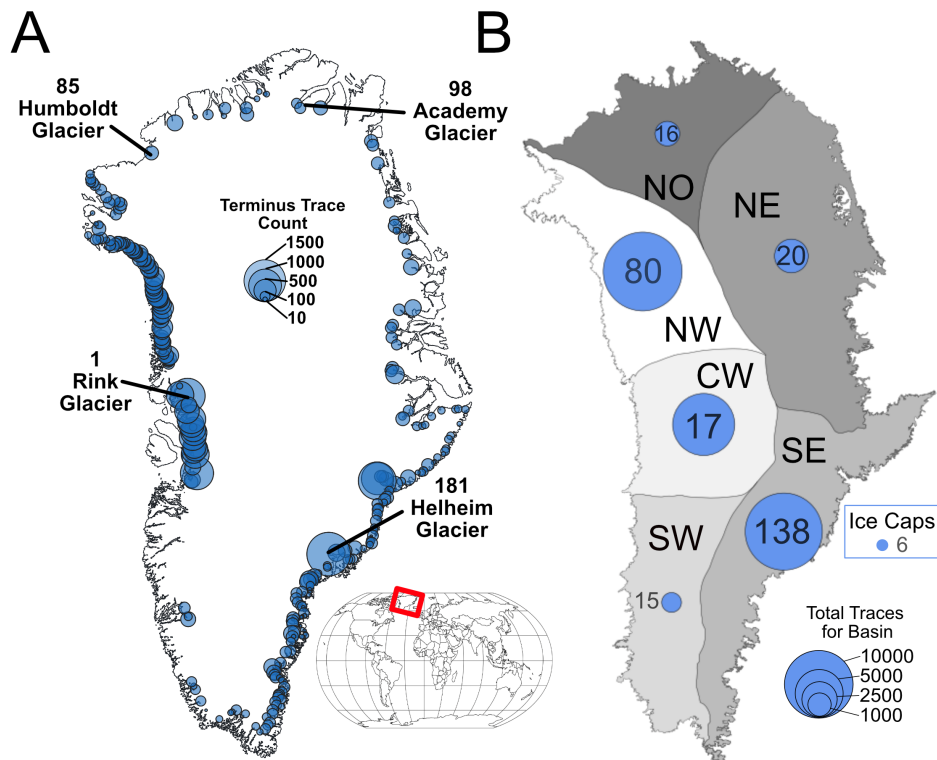 A
85
Humboldt
Glacier
98
Academy
Glacier
Terminus Trace
Count
1500
1000
500
100
10
1
Rink
Glacier
181
Helheim
Glacier
B
16
NO
NE
20
80
NW
CW
17
SE
138
SW
15
Ice Caps
6
Total Traces
for Basin
10000
5000
2500
1000